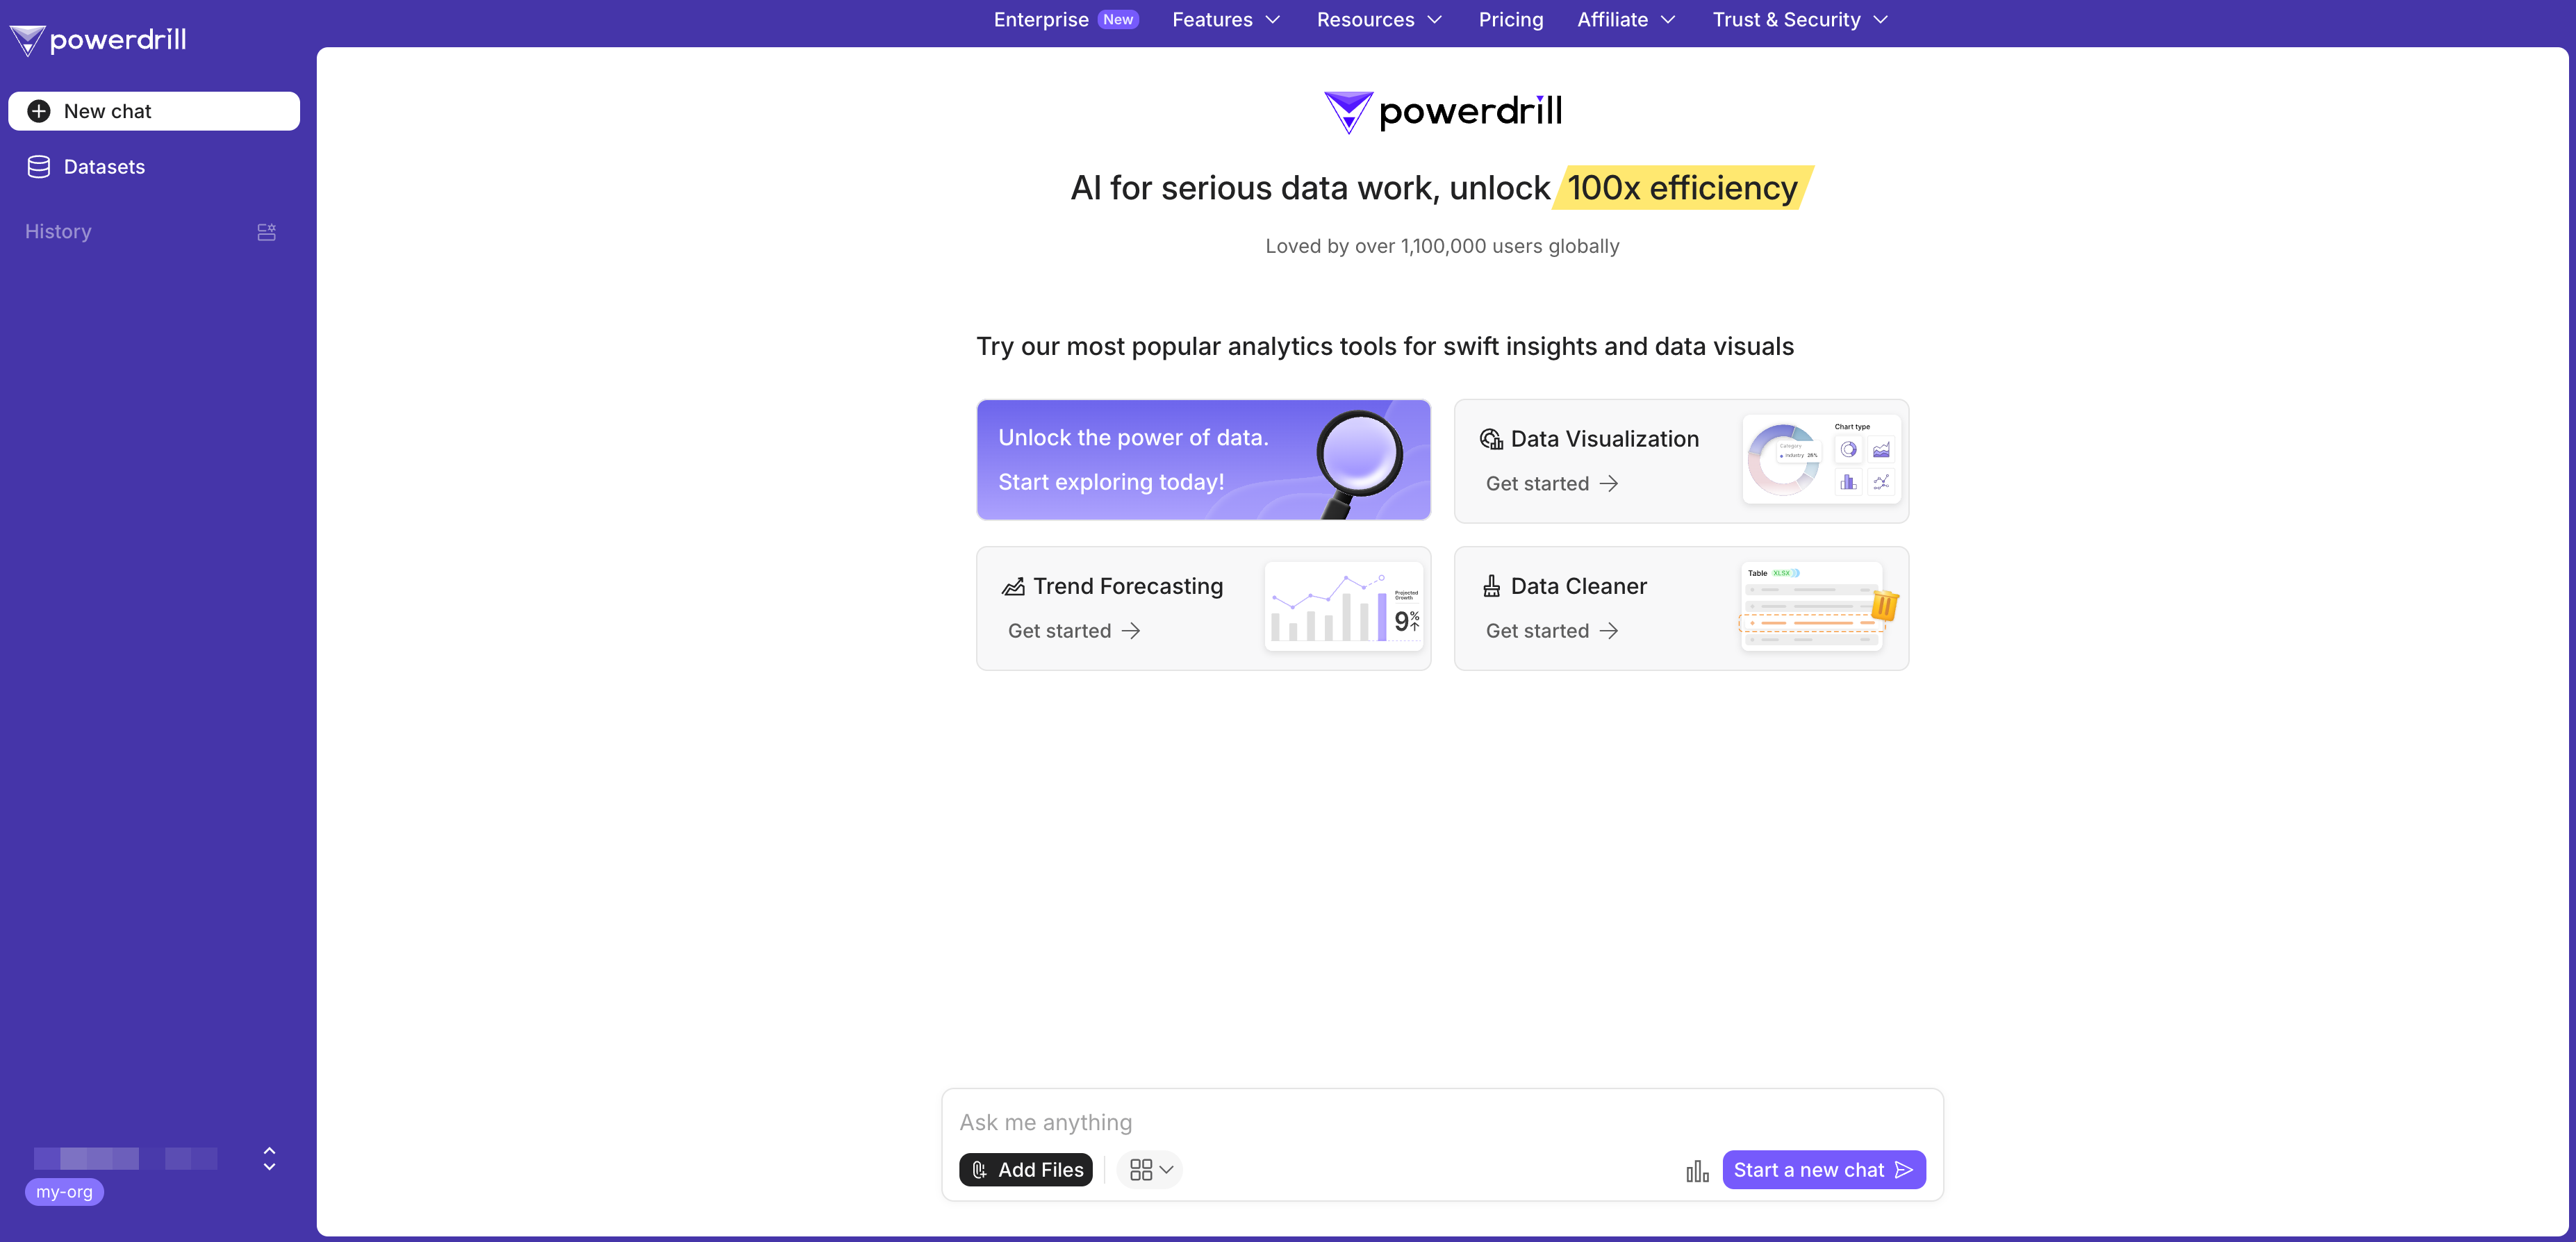 powerdrill
New chat
Datasets
History
my-org
Enterprise New
Features
Resources
Pricing
Affiliate
Trust & Security
powerdrill
AI for serious data work, unlock 100x efficiency
Loved by over 1,100,000 users globally
Try our most popular analytics tools for swift insights and data visuals
Unlock the power of data.
Start exploring today!
Data Visualization
Get started
Chart type
Category
Industry 26%
Trend Forecasting
Get started
Projected
Growth
9%
Data Cleaner
Get started
Table XLSX
Ask me anything
Add Files
Start a new chat